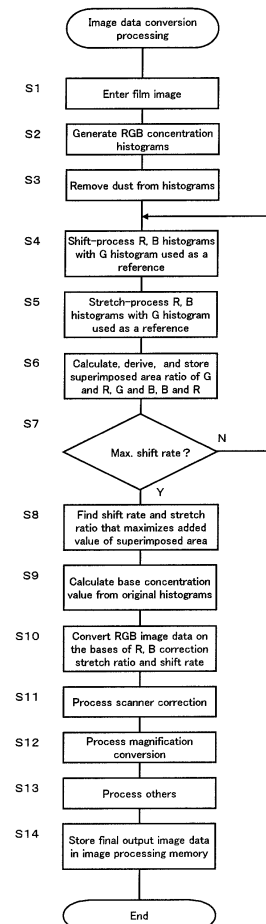 Image data conversion
processing
S1
Enter film image
S2
Generate RGB concentration
histograms
S3
Remove dust from histograms
S4
Shift-process R, B histograms
with G histogram used as a
reference
S5
Stretch-process R, B
histograms with G histogram
used as a reference
S6
Calculate, derive, and store
superimposed area ratio of G
and R, G and B, B and R
S7
Max. shift rate?
N
Y
S8
Find shift rate and stretch
ratio that maximizes added
value of superimposed area
S9
Calculate base concentration
value from original histograms
S10
Convert RGB image data on
the bases of R, B correction
stretch ratio and shift rate
S11
Process scanner correction
S12
Process magnification
conversion
S13
Process others
S14
Store final output image data
in image processing memory
End